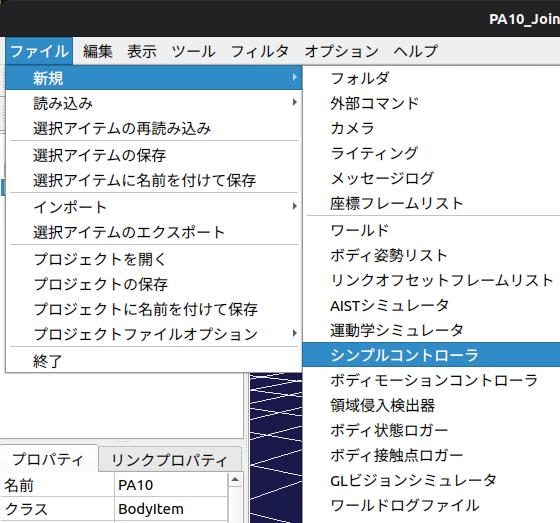 PA10_Join
ファイル 編集 表示 ツール フィルタ オプション ヘルプ
新規
読み込み
選択アイテムの再読み込み
選択アイテムの保存
選択アイテムに名前を付けて保存
インポート
選択アイテムのエクスポート
プロジェクトを開く
プロジェクトの保存
プロジェクトに名前を付けて保存
プロジェクトファイルオプション
終了
フォルダ
外部コマンド
カメラ
ライティング
メッセージログ
座標フレームリスト
ワールド
ボディ姿勢リスト
リンクオフセットフレームリスト
AISTシミュレータ
運動学シミュレータ
シンプルコントローラ
ボディモーションコントローラ
領域侵入検出器
ボディ状態ロガー
ボディ接触点ロガー
GLビジョンシミュレータ
ワールドログファイル
プロパティ リンクプロパティ
名前 PA10
クラス BodyItem